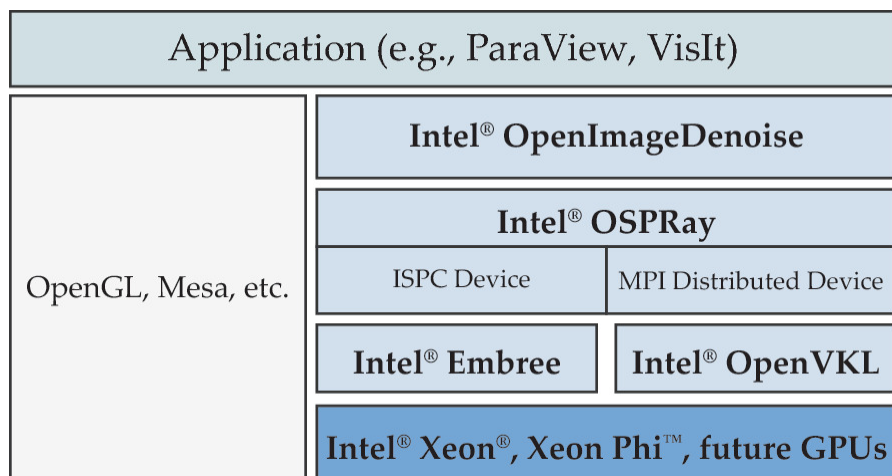 Application (e.g., ParaView, VisIt)
Intel® OpenImageDenoise
Intel® OSPRay
ISPC Device
MPI Distributed Device
OpenGL, Mesa, etc.
Intel® Embree
Intel® OpenVKL
Intel® Xeon®, Xeon Phi™, future GPUs